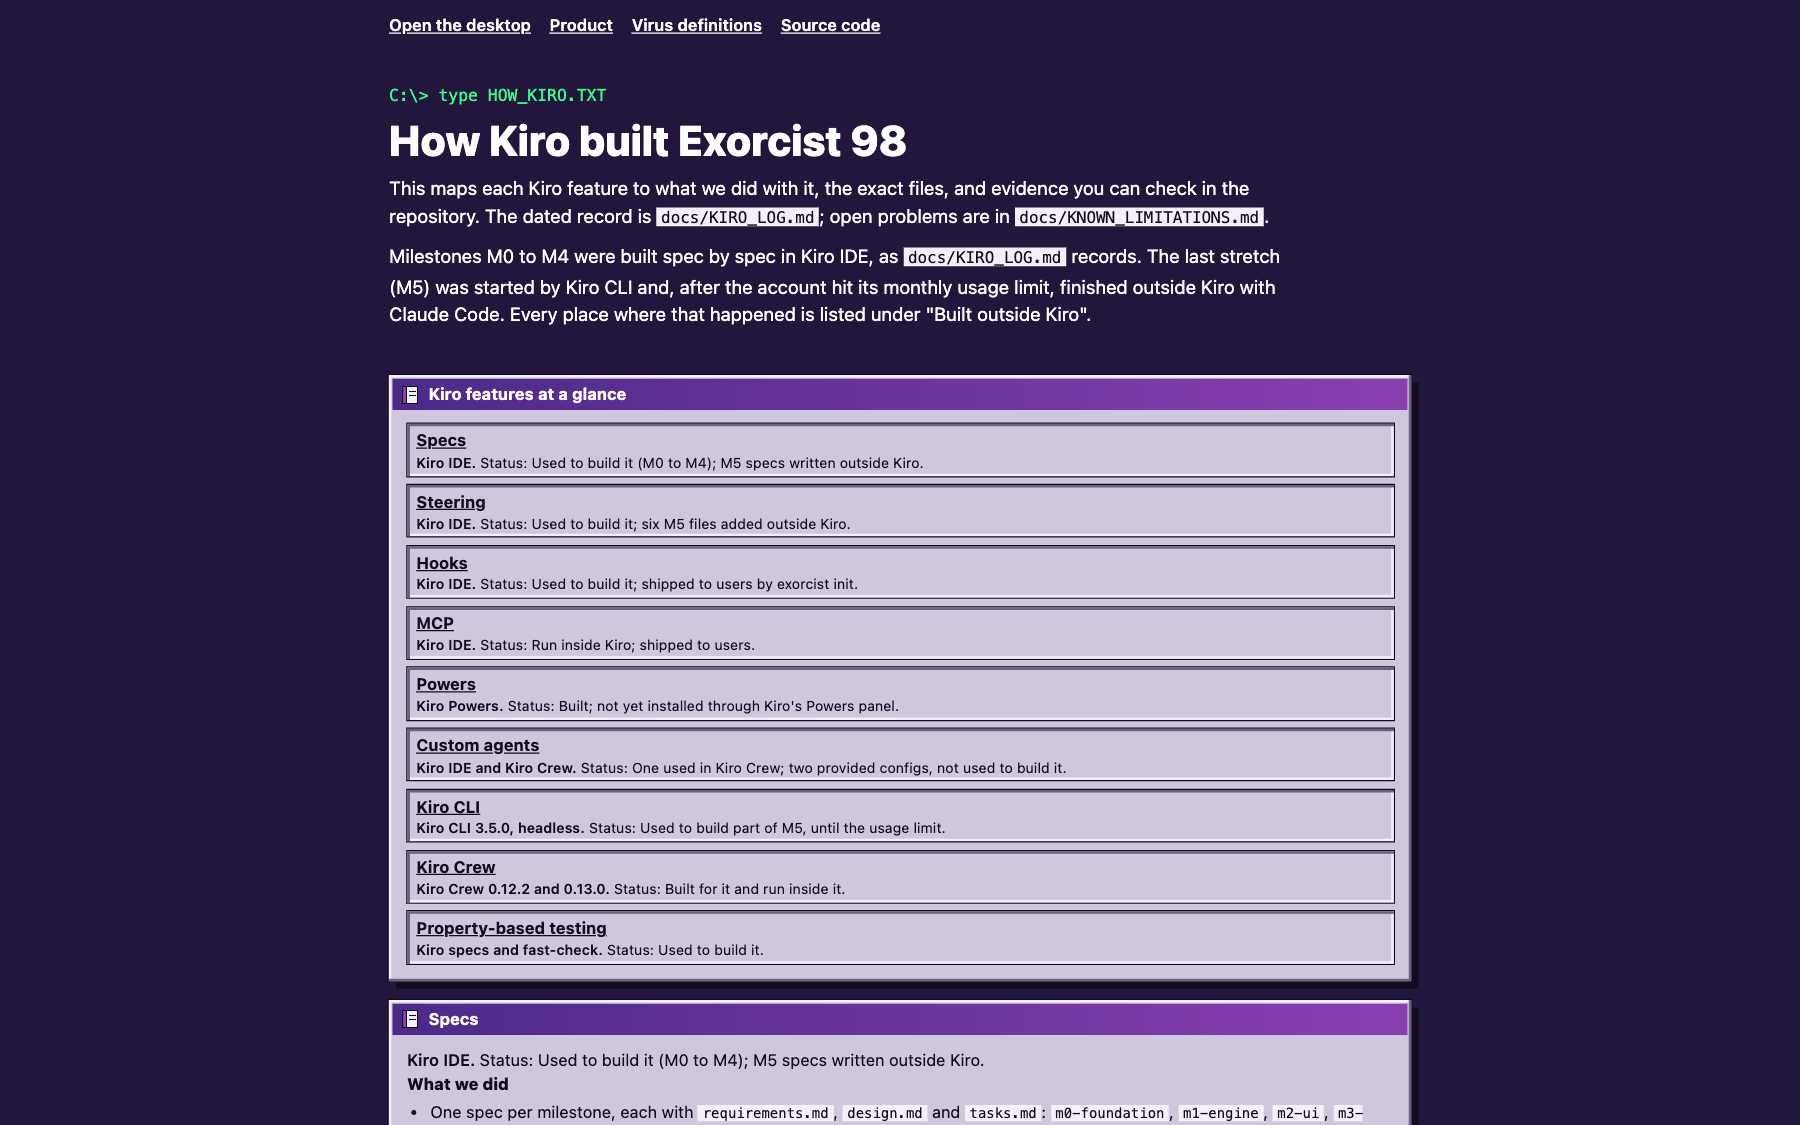 Open the desktop Product Virus definitions Source code
C:\> type HOW_KIRO.TXT
How Kiro built Exorcist 98
This maps each Kiro feature to what we did with it, the exact files, and evidence you can check in the
repository. The dated record is docs/KIRO_LOG.md; open problems are in docs/KNOWN_LIMITATIONS.md.
Milestones M0 to M4 were built spec by spec in Kiro IDE, as docs/KIRO_LOG.md records. The last stretch
(M5) was started by Kiro CLI and, after the account hit its monthly usage limit, finished outside Kiro with
Claude Code. Every place where that happened is listed under "Built outside Kiro".
Kiro features at a glance
Specs
Kiro IDE. Status: Used to build it (M0 to M4); M5 specs written outside Kiro.
Steering
Kiro IDE. Status: Used to build it; six M5 files added outside Kiro.
Hooks
Kiro IDE. Status: Used to build it; shipped to users by exorcist init.
MCP
Kiro IDE. Status: Run inside Kiro; shipped to users.
Powers
Kiro Powers. Status: Built; not yet installed through Kiro's Powers panel.
Custom agents
Kiro IDE and Kiro Crew. Status: One used in Kiro Crew; two provided configs, not used to build it.
Kiro CLI
Kiro CLI 3.5.0, headless. Status: Used to build part of M5, until the usage limit.
Kiro Crew
Kiro Crew 0.12.2 and 0.13.0. Status: Built for it and run inside it.
Property-based testing
Kiro specs and fast-check. Status: Used to build it.
Specs
Kiro IDE. Status: Used to build it (M0 to M4); M5 specs written outside Kiro.
What we did
• One spec per milestone, each with requirements.md, design.md and tasks.md: m0-foundation, m1-engine, m2-ui, m3-